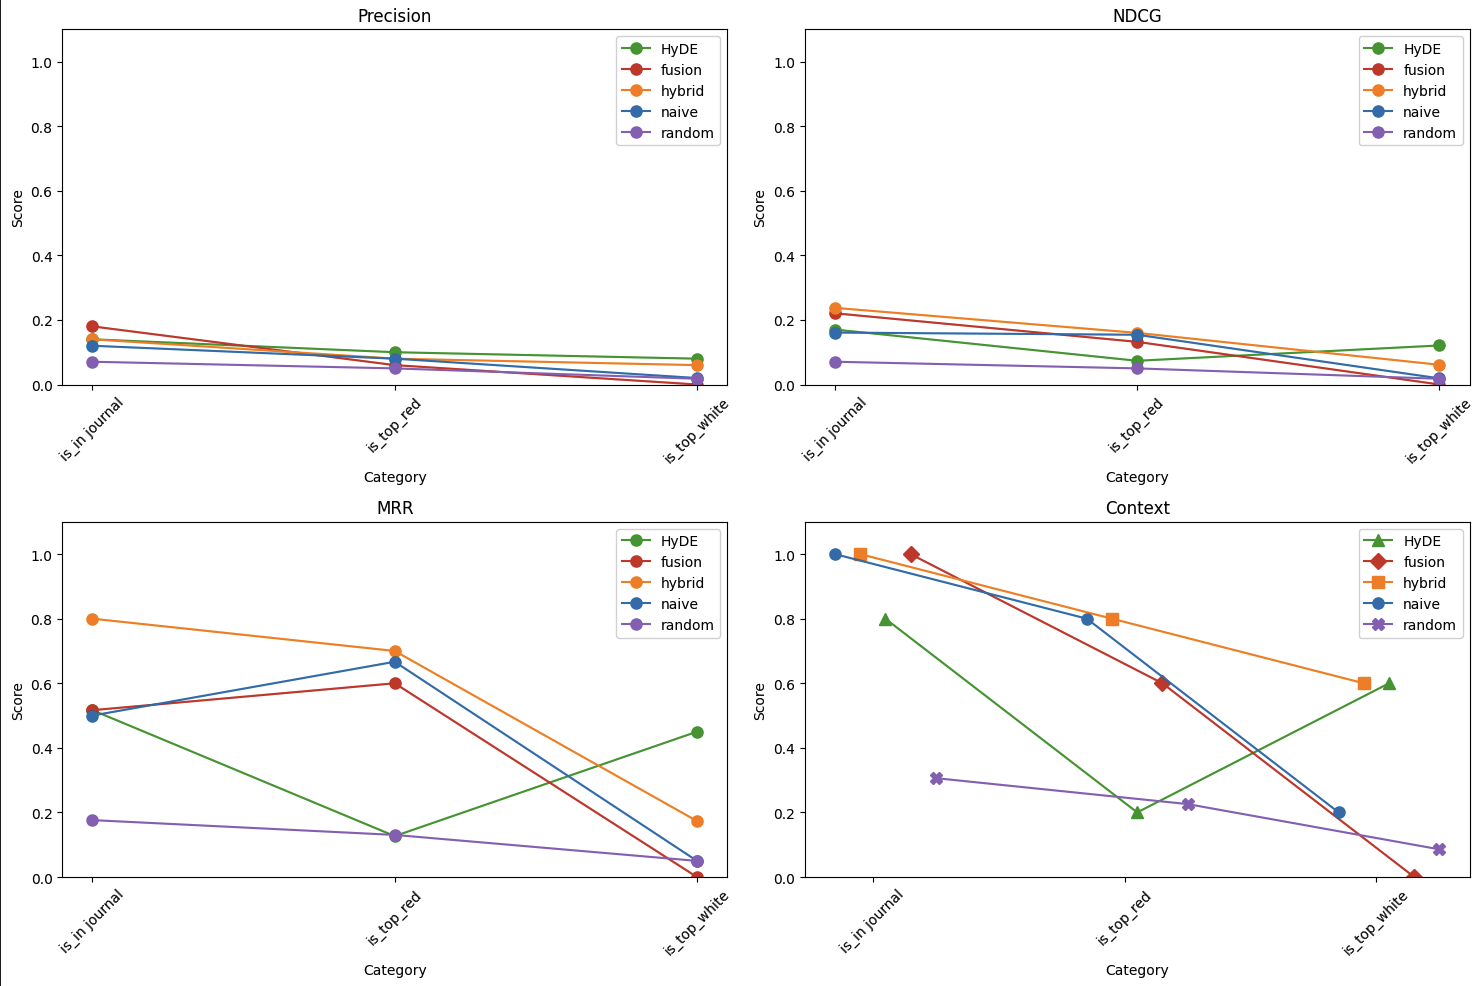 Precision
HyDE
fusion
hybrid
naive
random
1.0
0.8
0.6
0.4
0.2
0.0
Score
is_in journal
is_top_red
is_top_white
Category
NDCG
HyDE
fusion
hybrid
naive
random
1.0
0.8
0.6
0.4
0.2
0.0
Score
is_in journal
is_top_red
is_top_white
Category
MRR
HyDE
fusion
hybrid
naive
random
1.0
0.8
0.6
0.4
0.2
0.0
Score
is_in journal
is_top_red
is_top_white
Category
Context
HyDE
fusion
hybrid
naive
random
1.0
0.8
0.6
0.4
0.2
0.0
Score
is_in journal
is_top_red
is_top_white
Category